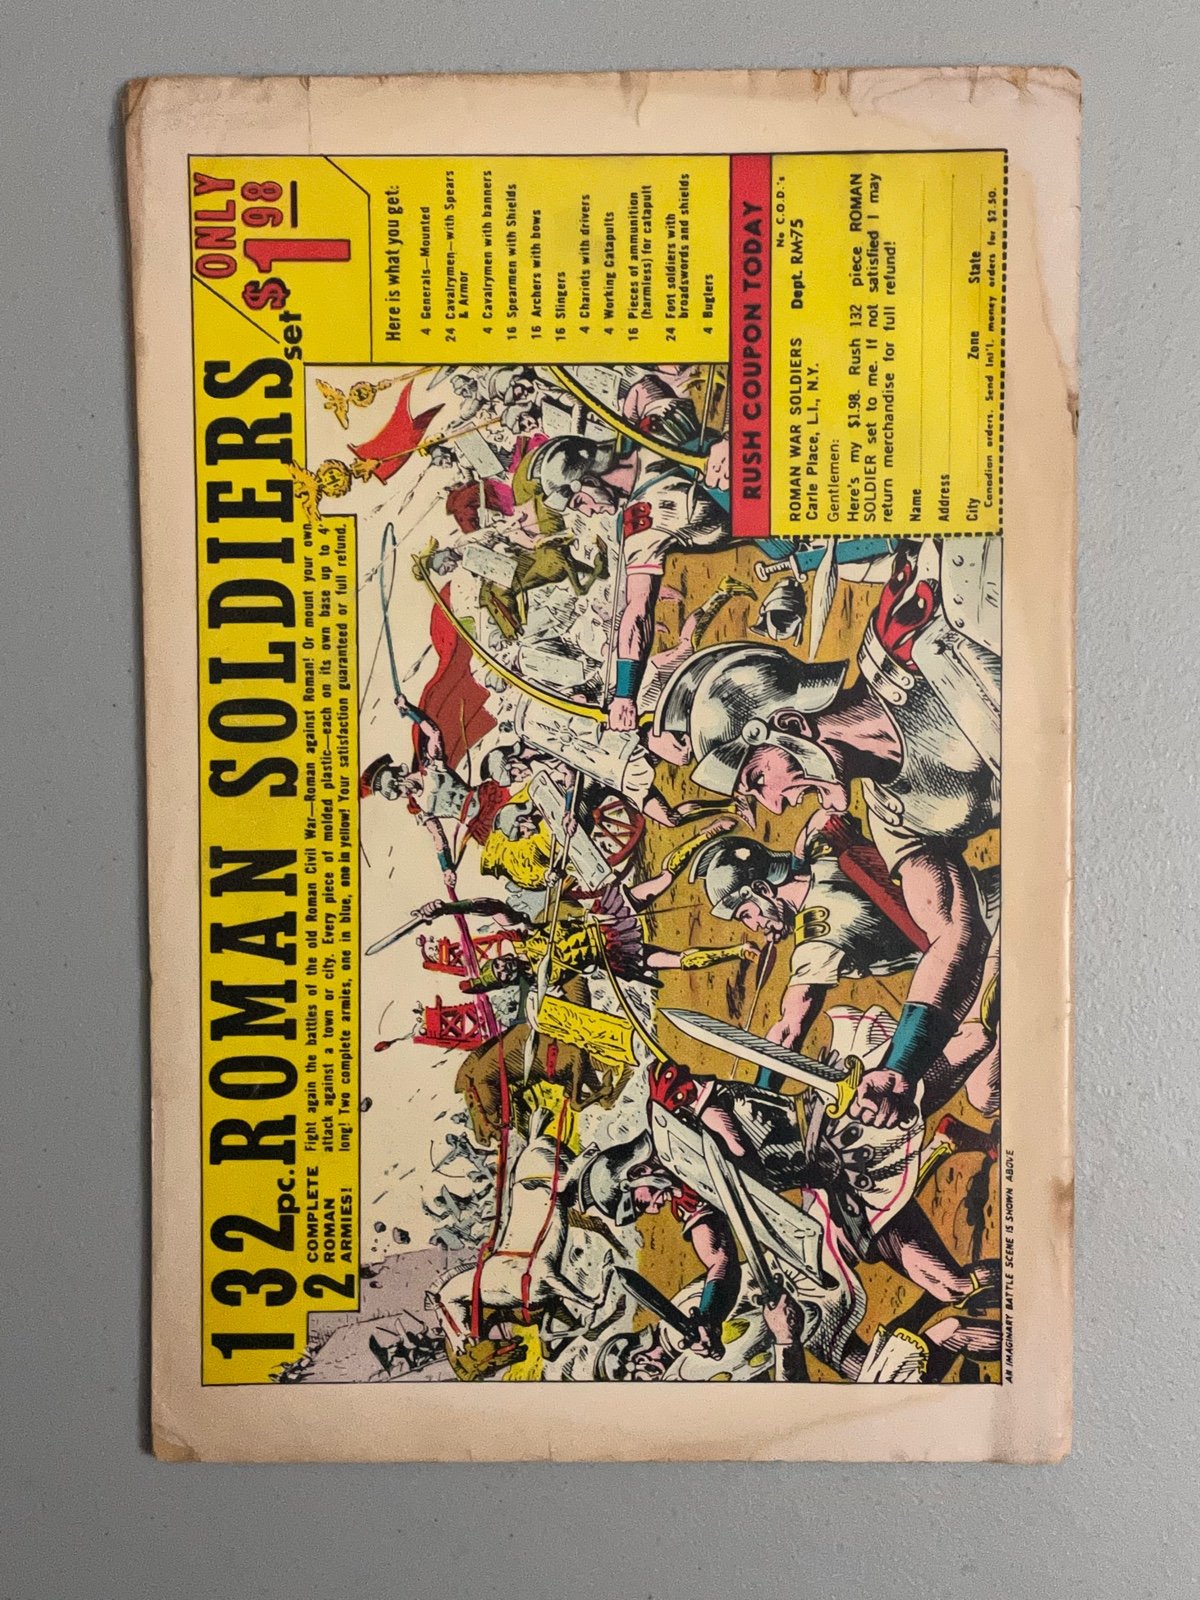 132 pc. ROMAN SOLDIERS set
ONLY
$1.98
2 COMPLETE
ROMAN
ARMIES!
Fight again the battles of the old Roman Civil War—Roman against Roman! Or mount your own
attack against a town or city. Every piece of molded plastic—each on its own base up to 4"
long! Two complete armies, one in blue, one in yellow! Your satisfaction guaranteed or full refund.
Here is what you get:
4 Generals—Mounted
24 Cavalrymen—with Spears
& Armor
4 Cavalrymen with banners
16 Spearmen with Shields
16 Archers with bows
16 Slingers
4 Chariots with drivers
4 Working Catapults
16 Pieces of ammunition
(harmless) for catapult
24 Foot soldiers with
broadswords and shields
4 Buglers
RUSH COUPON TODAY
No C.O.D.'s
ROMAN WAR SOLDIERS Dept. RM-75
Carle Place, L.I., N.Y.
Gentlemen:
Here's my $1.98. Rush 132 piece ROMAN
SOLDIER set to me. If not satisfied I may
return merchandise for full refund!
Name
Address
City Zone State
Canadian orders. Send Int'l. money orders for $2.50.
AN IMAGINARY BATTLE SCENE IS SHOWN ABOVE